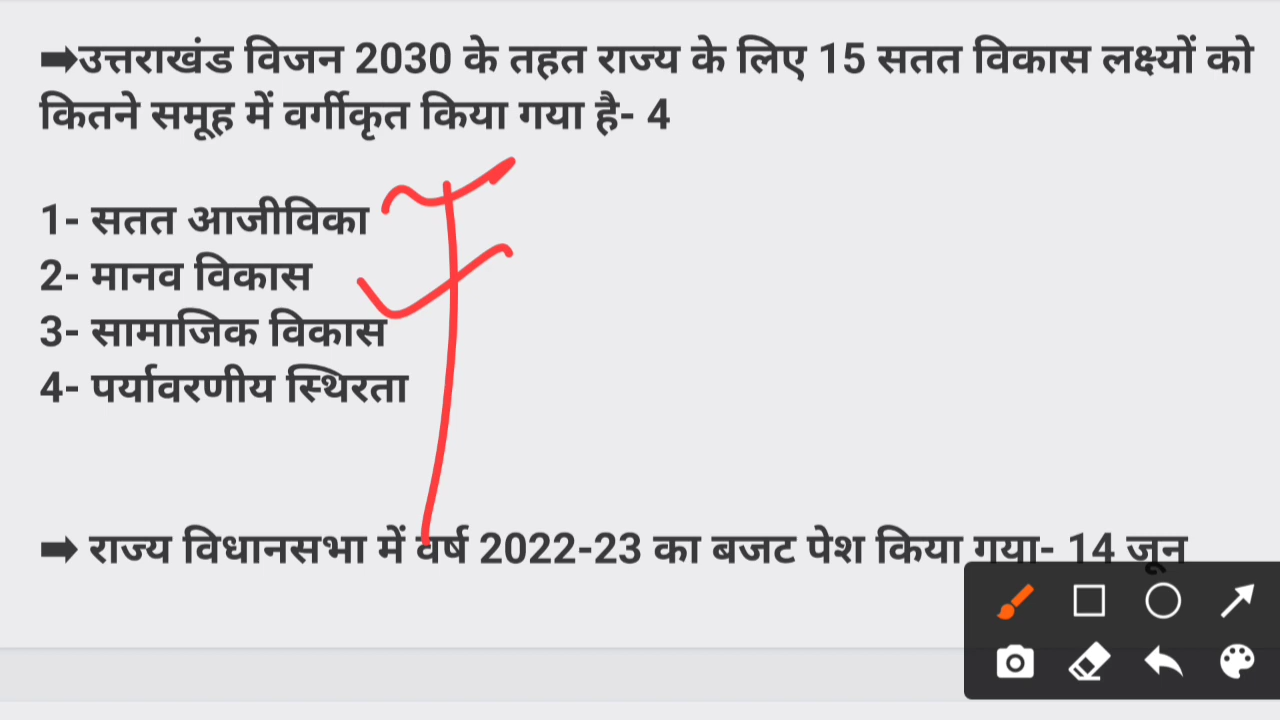 ➡उत्तराखंड विजन 2030 के तहत राज्य के लिए 15 सतत विकास लक्ष्यों को
कितने समूह में वर्गीकृत किया गया है- 4
1- सतत आजीविका
2- मानव विकास
3- सामाजिक विकास
4- पर्यावरणीय स्थिरता
➡ राज्य विधानसभा में वर्ष 2022-23 का बजट पेश किया गया- 14 जून